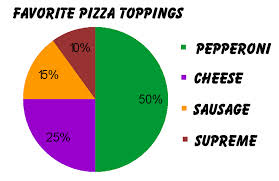 FAVORITE PIZZA TOPPINGS
10%
15%
50%
25%
PEPPERONI
CHEESE
SAUSAGE
SUPREME